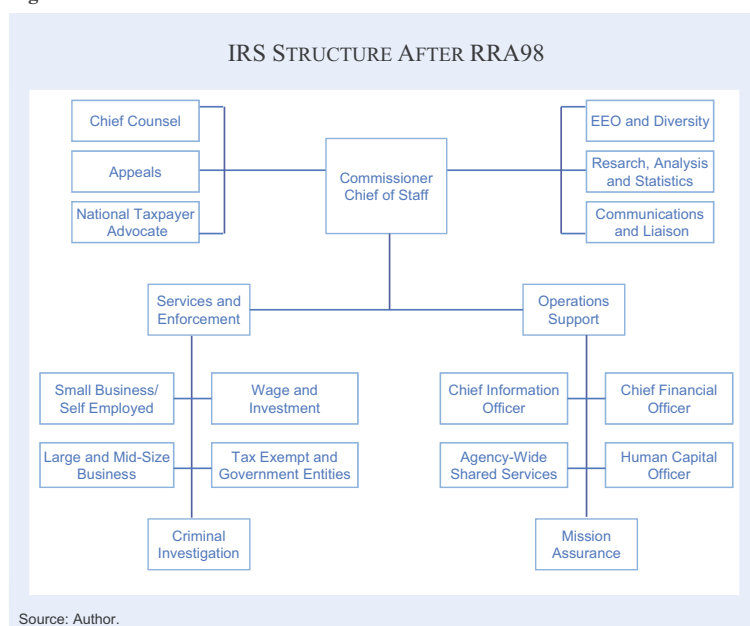 IRS STRUCTURE AFTER RRA98
Chief Counsel
EEO and Diversity
Commissioner
Chief of Staff
Appeals
Resarch, Analysis
and Statistics
National Taxpayer
Advocate
Communications
and Liaison
Services and
Enforcement
Operations
Support
Small Business/
Self Employed
Wage and
Investment
Chief Information
Officer
Chief Financial
Officer
Large and Mid-Size
Business
Tax Exempt and
Government Entities
Agency-Wide
Shared Services
Human Capital
Officer
Criminal
Investigation
Mission
Assurance
Source: Author.